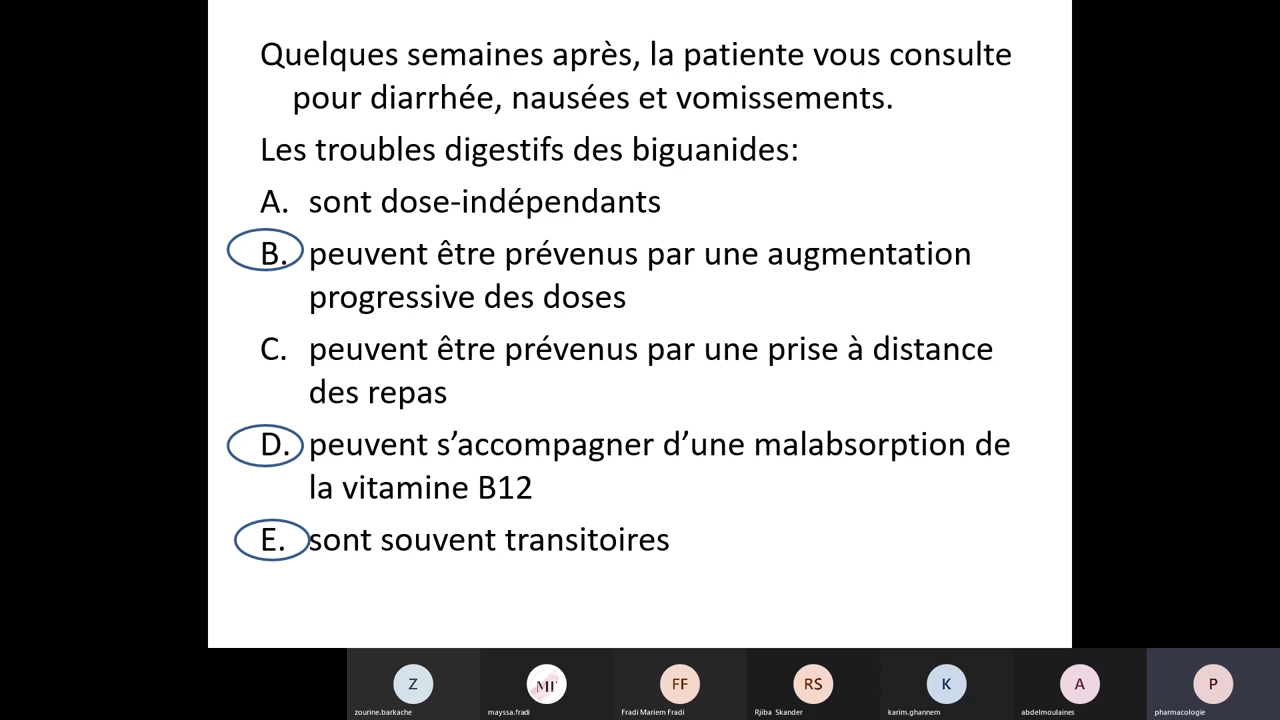 Quelques semaines après, la patiente vous consulte
pour diarrhée, nausées et vomissements.
Les troubles digestifs des biguanides:
A. sont dose-indépendants
B. peuvent être prévenus par une augmentation
progressive des doses
C. peuvent être prévenus par une prise à distance
des repas
D. peuvent s’accompagner d’une malabsorption de
la vitamine B12
E. sont souvent transitoires
Z MF FF RS K A P
zourine.barkache mayssa.fradi Fradi Mariem Fradi Rjiba Skander karim.ghannem abdelmoulaines pharmacologie